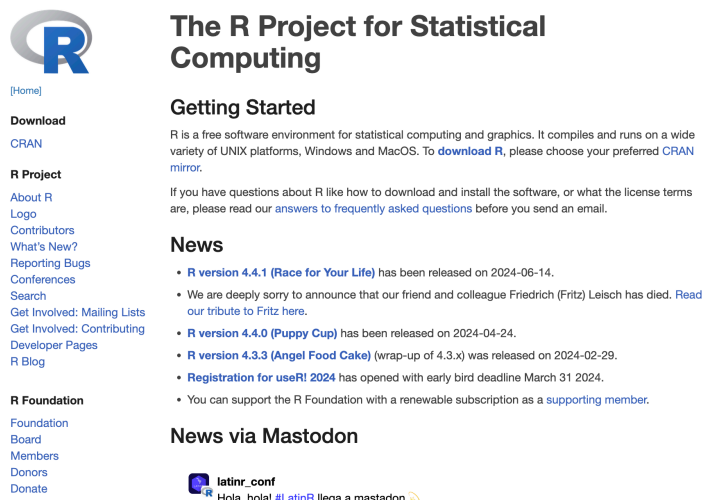 R
[Home]
Download
CRAN
R Project
About R
Logo
Contributors
What's New?
Reporting Bugs
Conferences
Search
Get Involved: Mailing Lists
Get Involved: Contributing
Developer Pages
R Blog
R Foundation
Foundation
Board
Members
Donors
Donate
The R Project for Statistical
Computing
Getting Started
R is a free software environment for statistical computing and graphics. It compiles and runs on a wide
variety of UNIX platforms, Windows and MacOS. To download R, please choose your preferred CRAN
mirror.
If you have questions about R like how to download and install the software, or what the license terms
are, please read our answers to frequently asked questions before you send an email.
News
• R version 4.4.1 (Race for Your Life) has been released on 2024-06-14.
• We are deeply sorry to announce that our friend and colleague Friedrich (Fritz) Leisch has died. Read
our tribute to Fritz here.
• R version 4.4.0 (Puppy Cup) has been released on 2024-04-24.
• R version 4.3.3 (Angel Food Cake) (wrap-up of 4.3.x) was released on 2024-02-29.
• Registration for useR! 2024 has opened with early bird deadline March 31 2024.
• You can support the R Foundation with a renewable subscription as a supporting member.
News via Mastodon
latinr_conf
R
Hola, hola! #LatinR llega a mastodon